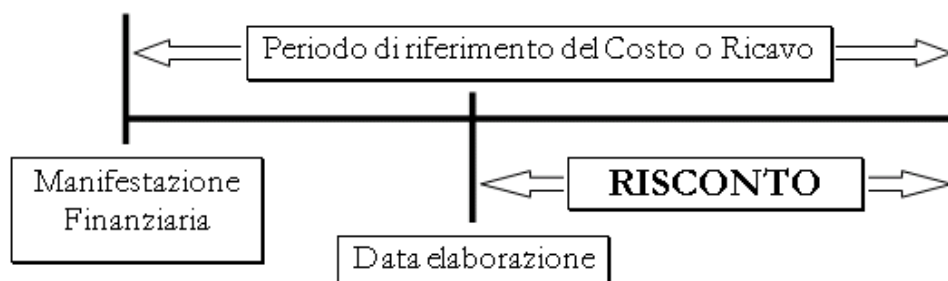 Periodo di riferimento del Costo o Ricavo
Manifestazione
Finanziaria
RISCONTO
Data elaborazione